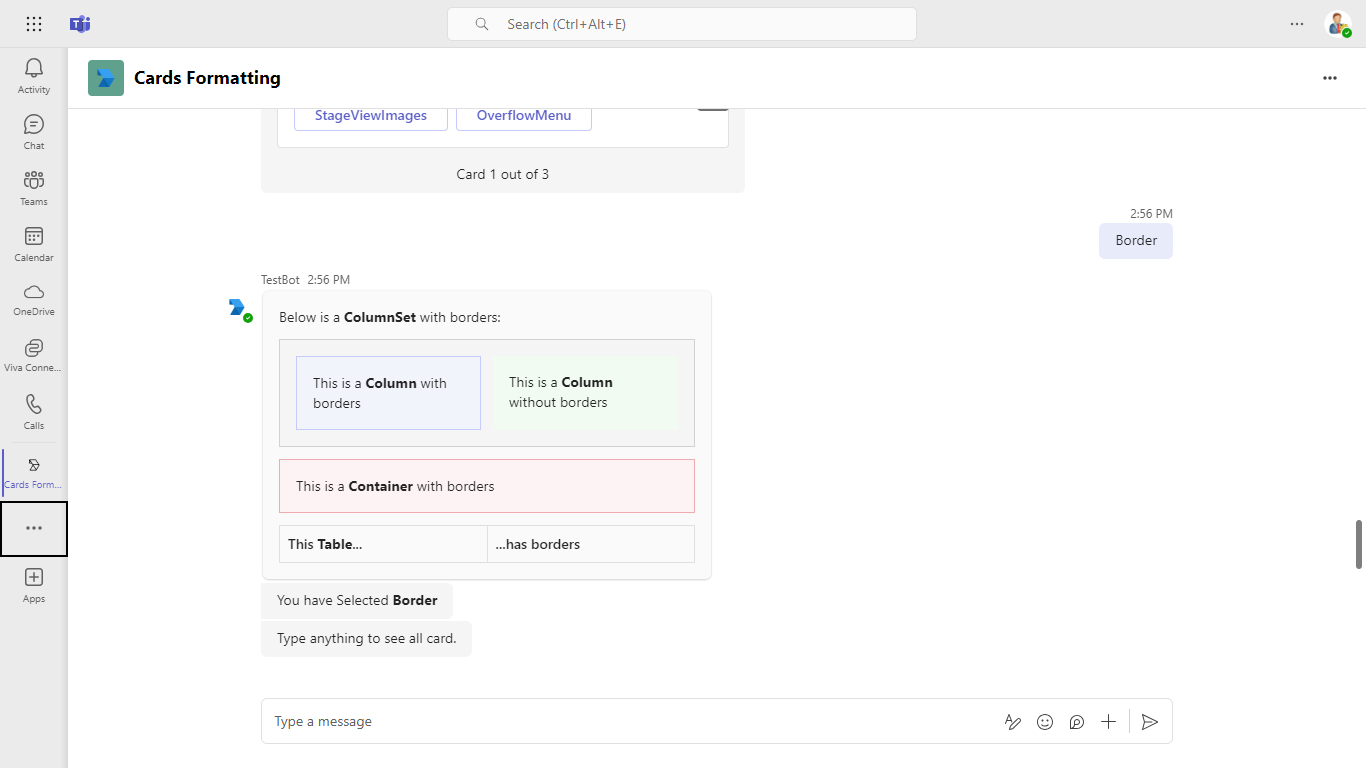 Search (Ctrl+Alt+E)
Activity
Chat
Teams
Calendar
OneDrive
Viva Conne...
Calls
Cards Form...
Apps
Cards Formatting
StageViewImages
OverflowMenu
Card 1 out of 3
2:56 PM
Border
TestBot 2:56 PM
Below is a ColumnSet with borders:
This is a Column with
borders
This is a Column
without borders
This is a Container with borders
This Table...
...has borders
You have Selected Border
Type anything to see all card.
Type a message